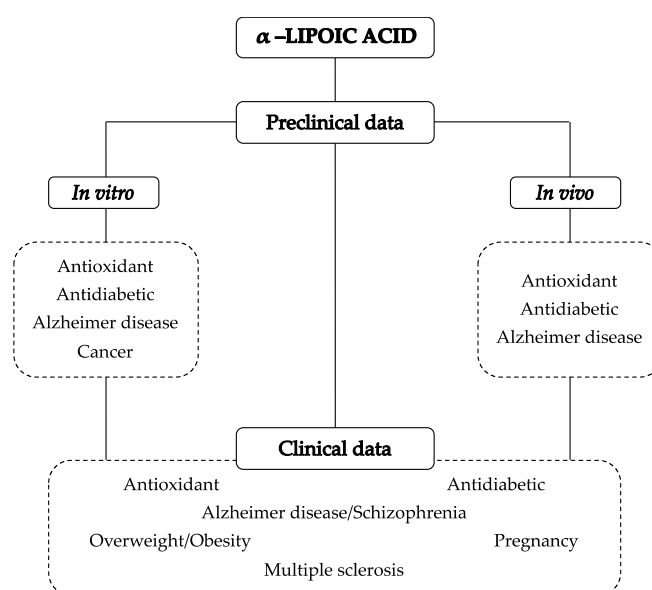 α –LIPOIC ACID
Preclinical data
In vitro
In vivo
Antioxidant
Antidiabetic
Alzheimer disease
Cancer
Antioxidant
Antidiabetic
Alzheimer disease
Clinical data
Antioxidant Antidiabetic
Alzheimer disease/Schizophrenia
Overweight/Obesity Pregnancy
Multiple sclerosis